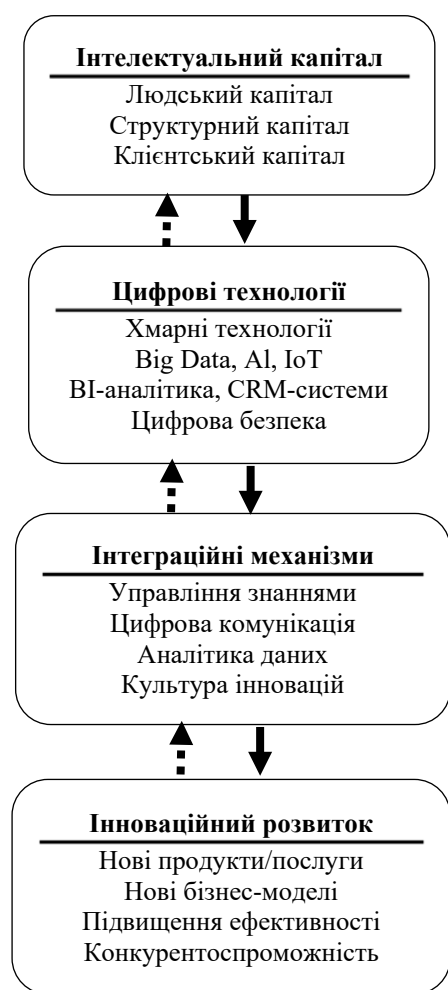 Інтелектуальний капітал
Людський капітал
Структурний капітал
Клієнтський капітал
Цифрові технології
Хмарні технології
Big Data, Al, IoT
BI-аналітика, CRM-системи
Цифрова безпека
Інтеграційні механізми
Управління знаннями
Цифрова комунікація
Аналітика даних
Культура інновацій
Інноваційний розвиток
Нові продукти/послуги
Нові бізнес-моделі
Підвищення ефективності
Конкурентоспроможність